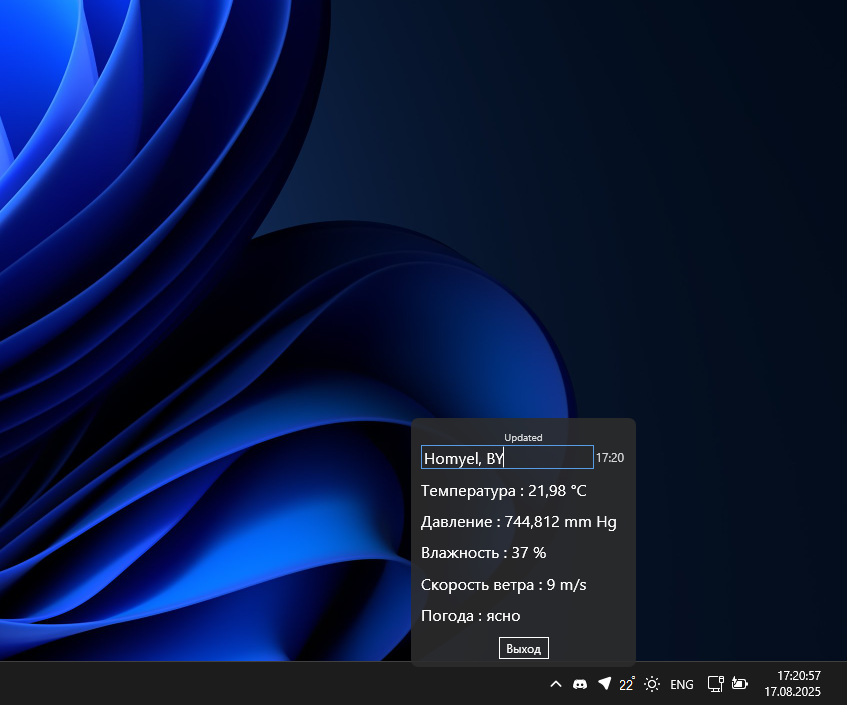 Updated
Homyel, BY 17:20
Температура : 21,98 °C
Давление : 744,812 mm Hg
Влажность : 37 %
Скорость ветра : 9 m/s
Погода : ясно
Выход
22° ENG 17:20:57
17.08.2025